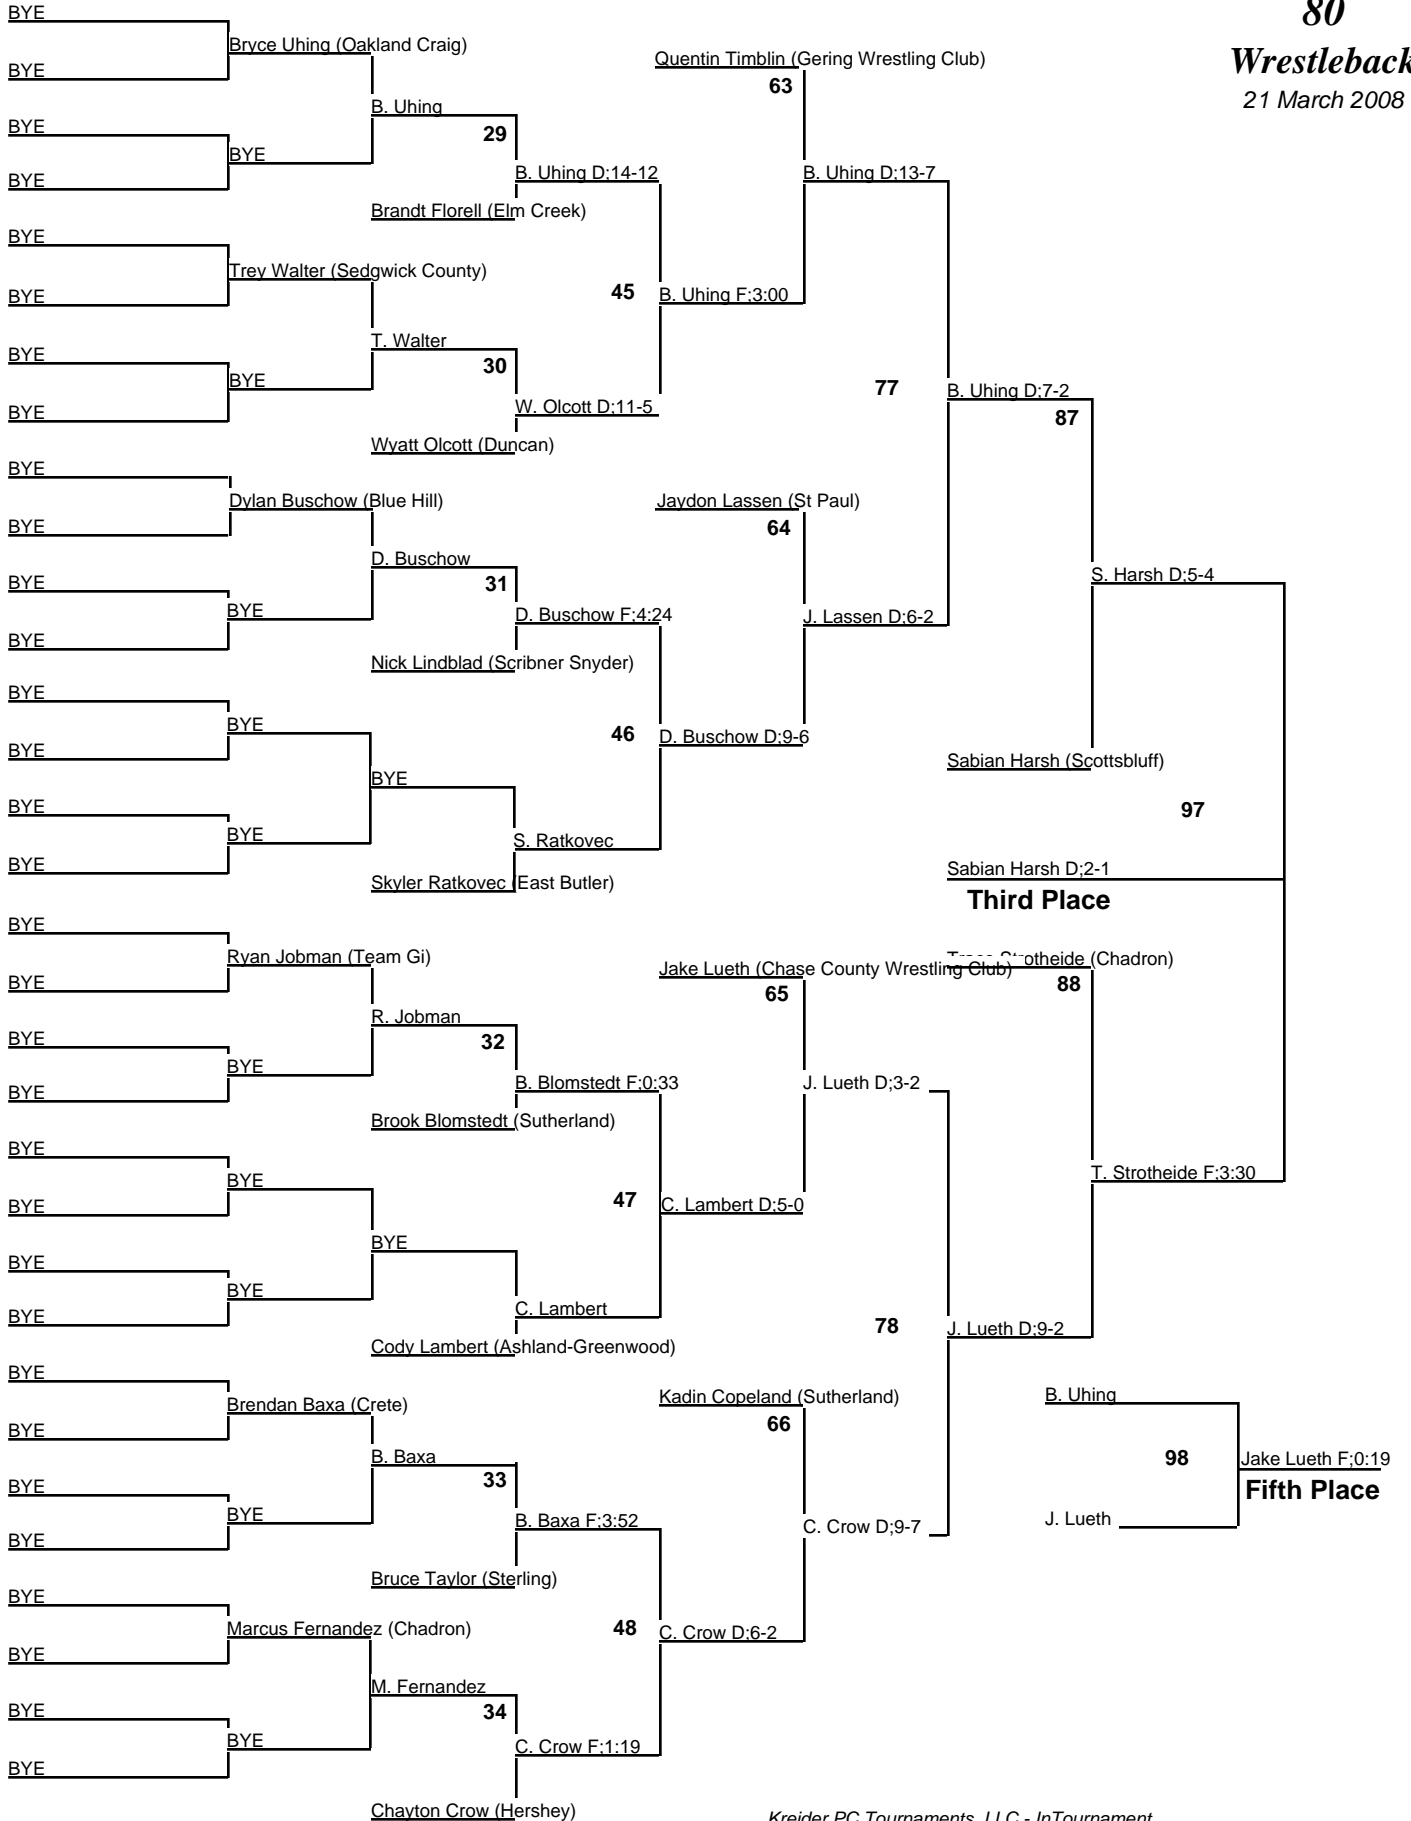 BYE
80
Bryce Uhing (Oakland Craig)
Quentin Timblin (Gering Wrestling Club)
Wrestleback
BYE
63
21 March 2008
B. Uhing
BYE
29
BYE
B. Uhing D;14-12
B. Uhing D;13-7
BYE
Brandt Florell (Elm Creek)
BYE
Trey Walter (Sedgwick County)
45
B. Uhing F;3:00
BYE
T. Walter
BYE
30
BYE
77
B. Uhing D;7-2
BYE
W. Olcott D;11-5
87
Wyatt Olcott (Duncan)
BYE
Dylan Buschow (Blue Hill)
Jaydon Lassen (St Paul)
BYE
64
D. Buschow
BYE
31
S. Harsh D;5-4
BYE
D. Buschow F;4:24
J. Lassen D;6-2
BYE
Nick Lindblad (Scribner Snyder)
BYE
BYE
46
D. Buschow D;9-6
BYE
Sabian Harsh (Scottsbluff)
BYE
BYE
97
BYE
S. Ratkovec
BYE
Sabian Harsh D;2-1
Skyler Ratkovec (East Butler)
Third Place
BYE
Ryan Jobman (Team Gi)
Jake Lueth (Chase County Wrestling Club)
Strotheide (Chadron)
BYE
65
88
R. Jobman
BYE
32
BYE
B. Blomstedt F;0:33
J. Lueth D;3-2
BYE
Brook Blomstedt (Sutherland)
BYE
BYE
T. Strotheide F;3:30
BYE
47
C. Lambert D;5-0
BYE
BYE
BYE
C. Lambert
BYE
78
J. Lueth D;9-2
Cody Lambert (Ashland-Greenwood)
BYE
Brendan Baxa (Crete)
Kadin Copeland (Sutherland)
B. Uhing
BYE
66
B. Baxa
98
Jake Lueth F;0:19
BYE
33
Fifth Place
BYE
B. Baxa F;3:52
C. Crow D;9-7
J. Lueth
BYE
Bruce Taylor (Sterling)
BYE
Marcus Fernandez (Chadron)
48
C. Crow D;6-2
BYE
M. Fernandez
BYE
34
BYE
C. Crow F;1:19
BYE
Chayton Crow (Hershey)
Kreider PC Tournaments, LLC - InTournament